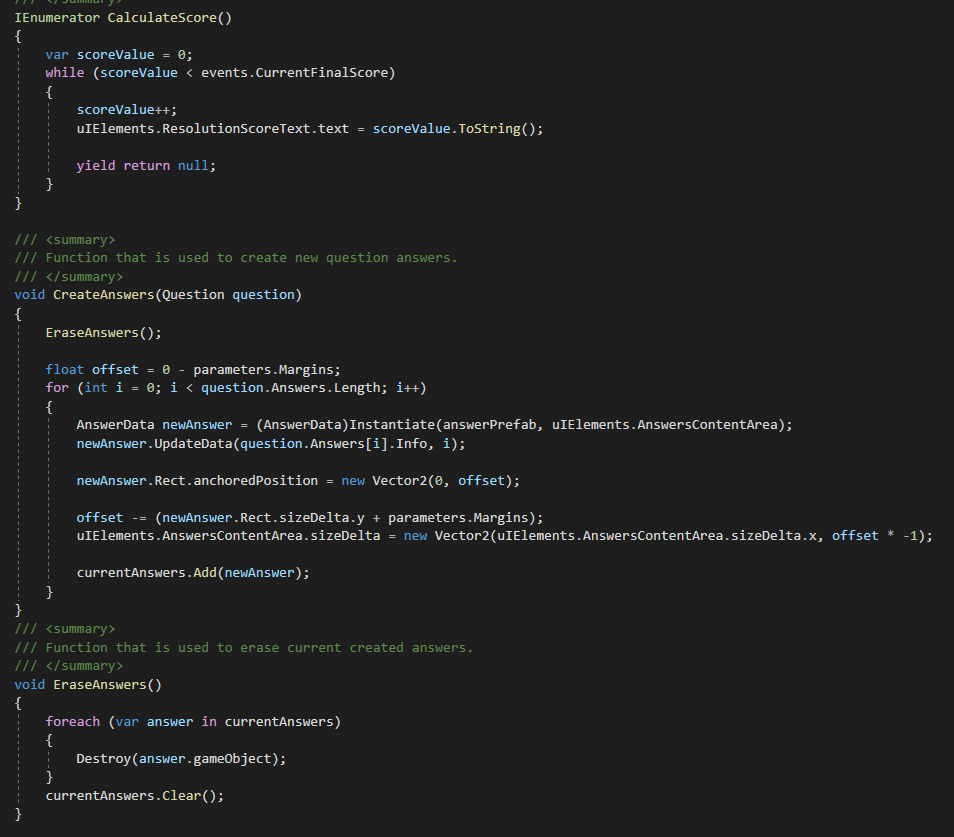 /// </summary>
IEnumerator CalculateScore()
{
var scoreValue = 0;
while (scoreValue < events.CurrentFinalScore)
{
scoreValue++;
uIElements.ResolutionScoreText.text = scoreValue.ToString();
yield return null;
}
}
/// <summary>
/// Function that is used to create new question answers.
/// </summary>
void CreateAnswers(Question question)
{
EraseAnswers();
float offset = 0 - parameters.Margins;
for (int i = 0; i < question.Answers.Length; i++)
{
AnswerData newAnswer = (AnswerData)Instantiate(answerPrefab, uIElements.AnswersContentArea);
newAnswer.UpdateData(question.Answers[i].Info, i);
newAnswer.Rect.anchoredPosition = new Vector2(0, offset);
offset -= (newAnswer.Rect.sizeDelta.y + parameters.Margins);
uIElements.AnswersContentArea.sizeDelta = new Vector2(uIElements.AnswersContentArea.sizeDelta.x, offset * -1);
currentAnswers.Add(newAnswer);
}
}
/// <summary>
/// Function that is used to erase current created answers.
/// </summary>
void EraseAnswers()
{
foreach (var answer in currentAnswers)
{
Destroy(answer.gameObject);
}
currentAnswers.Clear();
}